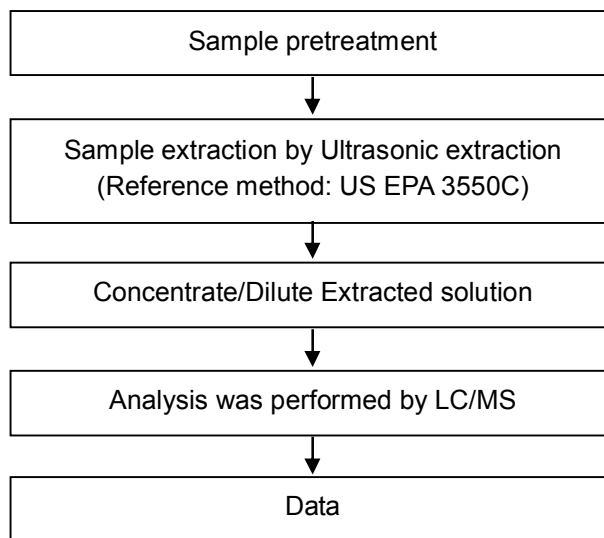 Sample pretreatment
Sample extraction by Ultrasonic extraction
(Reference method: US EPA 3550C)
Concentrate/Dilute Extracted solution
Analysis was performed by LC/MS
Data